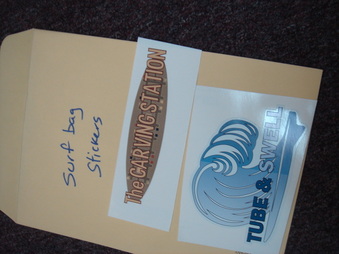 Surf bag
Stickers
The CARVING STATION
TUBE & SWELL